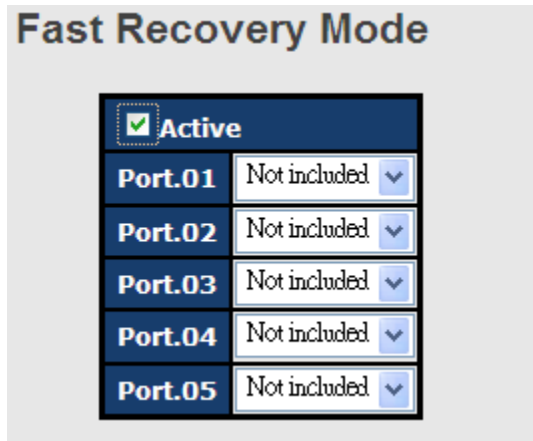 Fast Recovery Mode
Active
Port.01 Not included
Port.02 Not included
Port.03 Not included
Port.04 Not included
Port.05 Not included